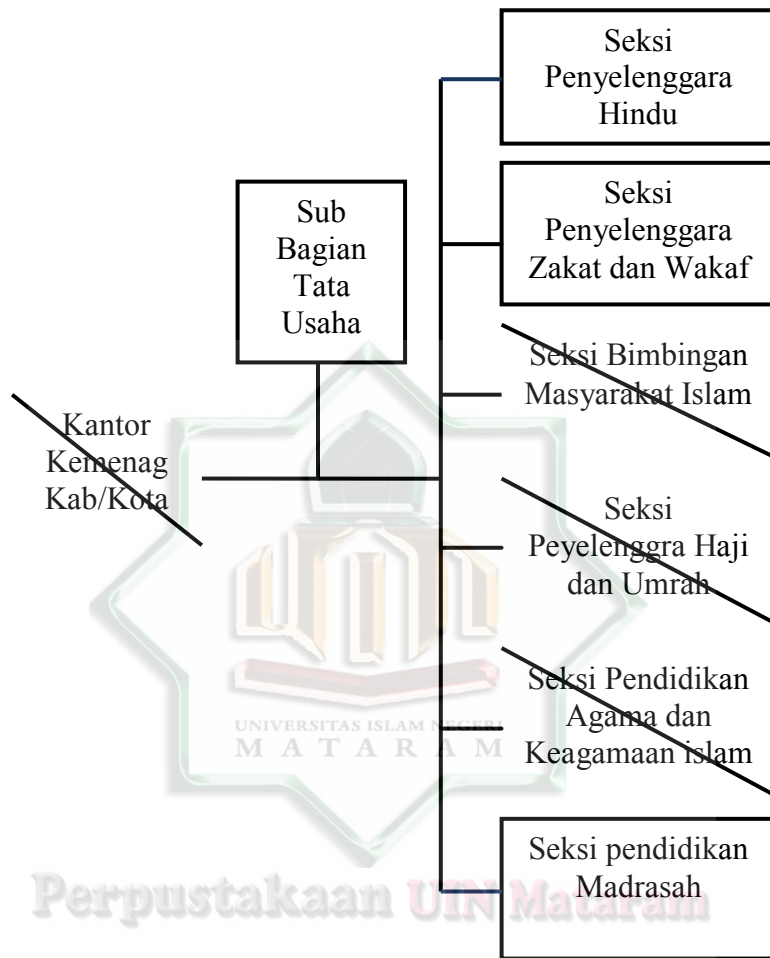 Seksi
Penyelenggara
Hindu
Sub
Bagian
Tata
Usaha
Seksi
Penyelenggara
Zakat dan Wakaf
Seksi Bimbingan
Masyarakat Islam
Kantor
Kemenag
Kab/Kota
Seksi
Peyelenggra Haji
dan Umrah
Seksi Pendidikan
Agama dan
Keagamaan islam
UNIVERSITAS ISLAM NEGERI
MATARAM
Seksi pendidikan
Madrasah
Perpustakaan UIN Mataram